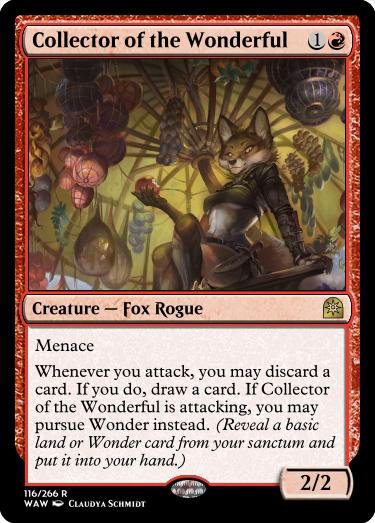 Collector of the Wonderful 1
Creature — Fox Rogue
Menace
Whenever you attack, you may discard a
card. If you do, draw a card. If Collector
of the Wonderful is attacking, you may
pursue Wonder instead. (Reveal a basic
land or Wonder card from your sanctum and
put it into your hand.)
2/2
116/266 R
WAW Claudya Schmidt